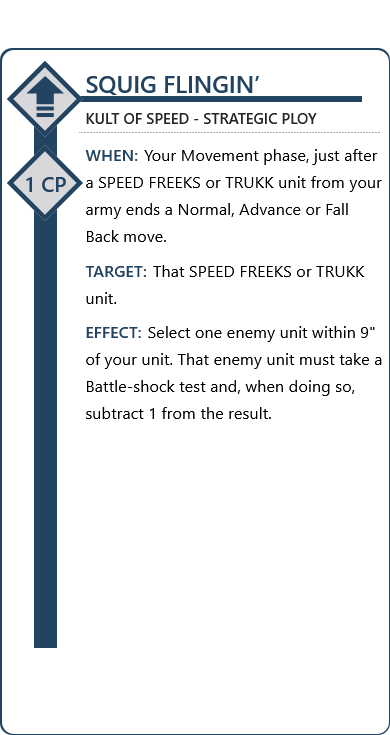 SQUIG FLINGIN’
KULT OF SPEED - STRATEGIC PLOY
1 CP
WHEN: Your Movement phase, just after
a SPEED FREEKS or TRUKK unit from your
army ends a Normal, Advance or Fall
Back move.
TARGET: That SPEED FREEKS or TRUKK
unit.
EFFECT: Select one enemy unit within 9"
of your unit. That enemy unit must take a
Battle-shock test and, when doing so,
subtract 1 from the result.